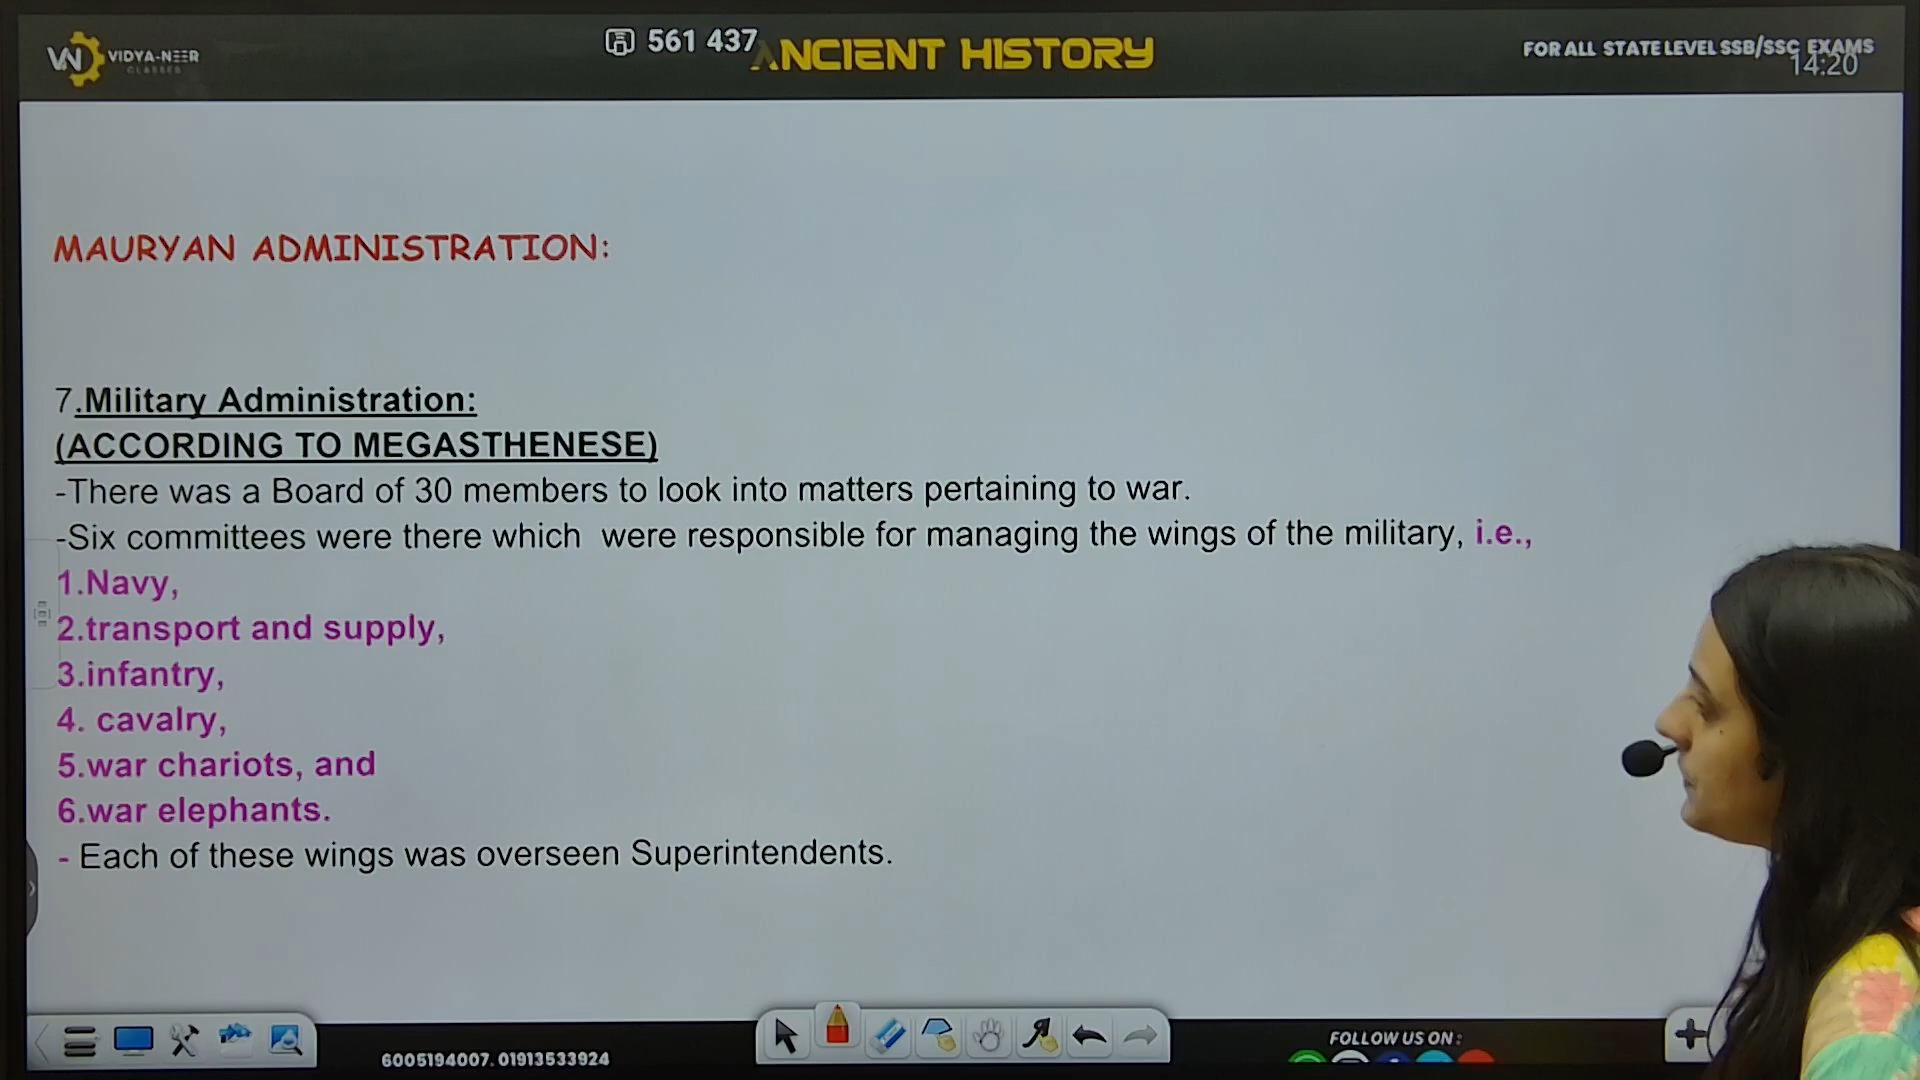 VN VIDYA-NEER
CLASSES
561 437
ANCIENT HISTORY
FOR ALL STATE LEVEL SSB/SSC EXAMS
14:20
MAURYAN ADMINISTRATION:
7.Military Administration:
(ACCORDING TO MEGASTHENESE)
-There was a Board of 30 members to look into matters pertaining to war.
-Six committees were there which were responsible for managing the wings of the military, i.e.,
1.Navy,
2.transport and supply,
3.infantry,
4. cavalry,
5.war chariots, and
6.war elephants.
- Each of these wings was overseen Superintendents.
6005194007. 01913533924
FOLLOW US ON :